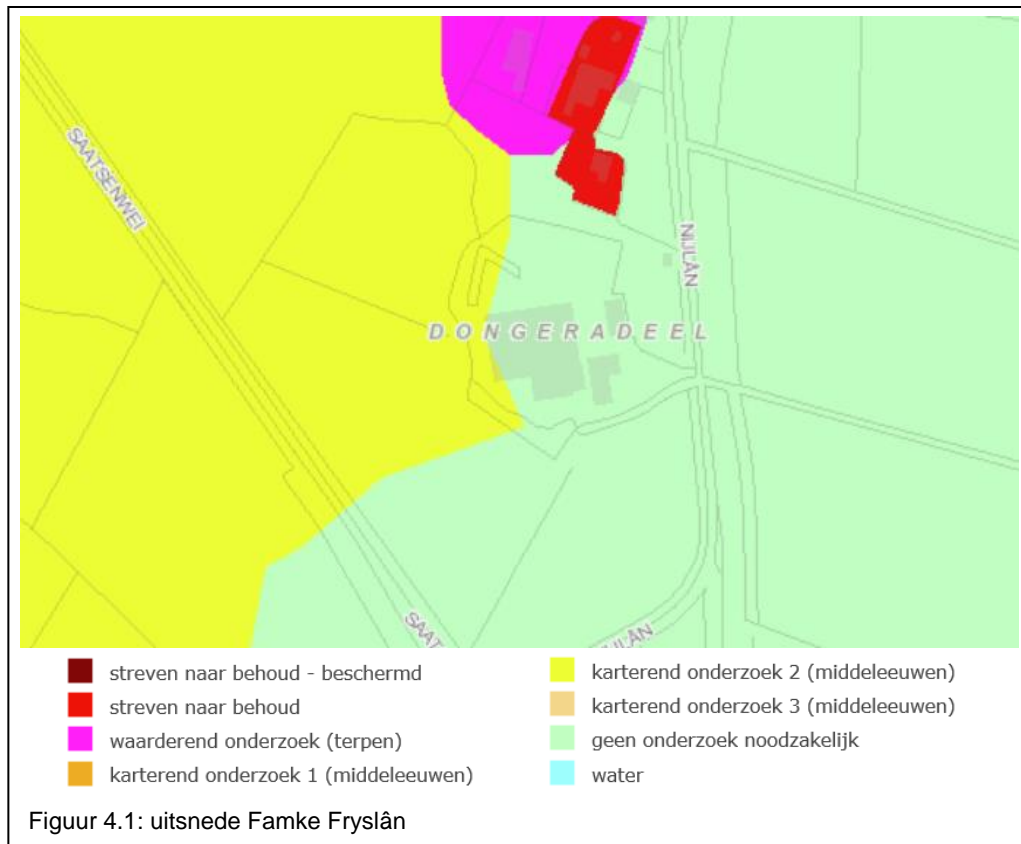 SAATSENWEI
NIJLÂN
DONGERADEEL
SAAT
streven naar behoud - beschermd
streven naar behoud
waarderend onderzoek (terpen)
karterend onderzoek 1 (middeleeuwen)
karterend onderzoek 2 (middeleeuwen)
karterend onderzoek 3 (middeleeuwen)
geen onderzoek noodzakelijk
water
Figuur 4.1: uitsnede Famke Fryslân